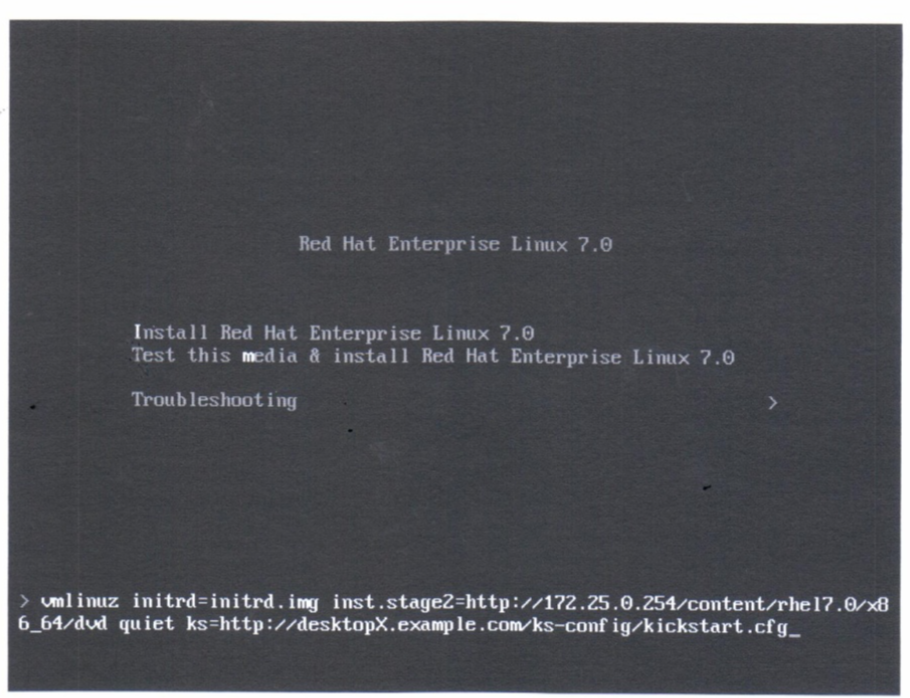 Red Hat Enterprise Linux 7.0
Install Red Hat Enterprise Linux 7.0
Test this media & install Red Hat Enterprise Linux 7.0
Troubleshooting >
> vmlinuz initrd=initrd.img inst.stage2=http://172.25.0.254/content/rhel7.0/x8
6_64/dvd quiet ks=http://desktopX.example.com/ks-config/kickstart.cfg_